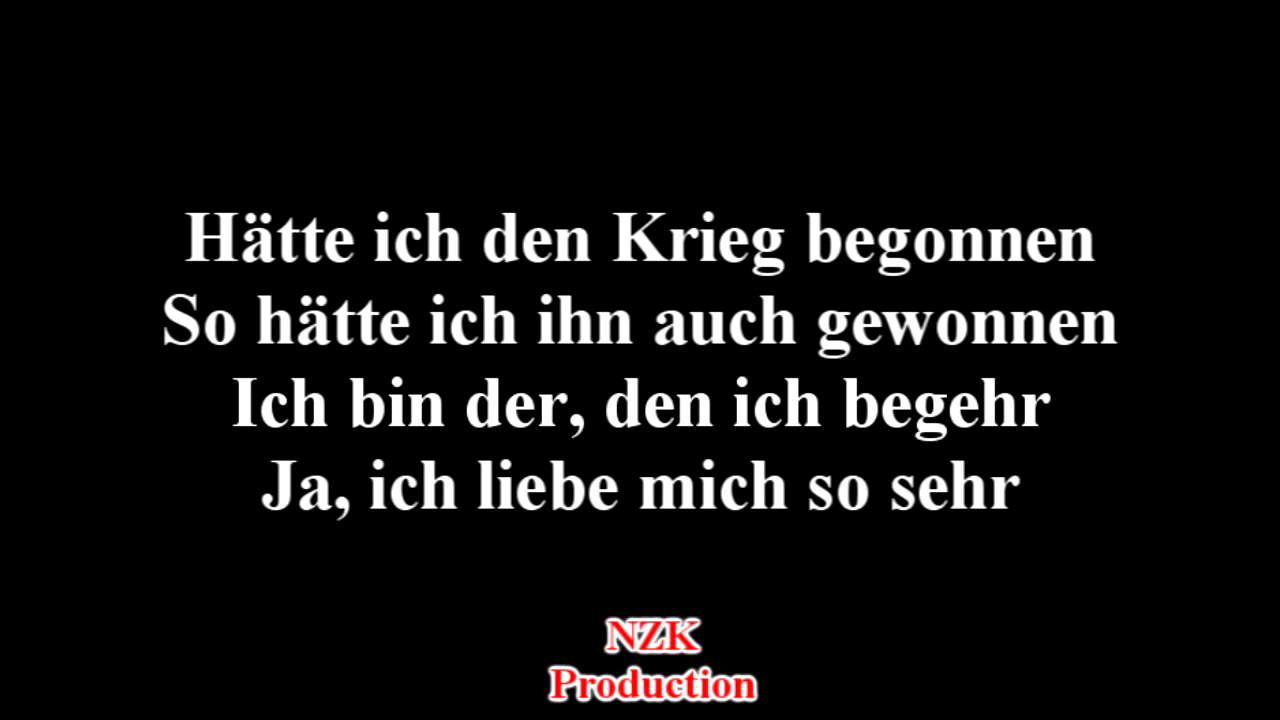 Hätte ich den Krieg begonnen
So hätte ich ihn auch gewonnen
Ich bin der, den ich begehr
Ja, ich liebe mich so sehr
NZK
Production